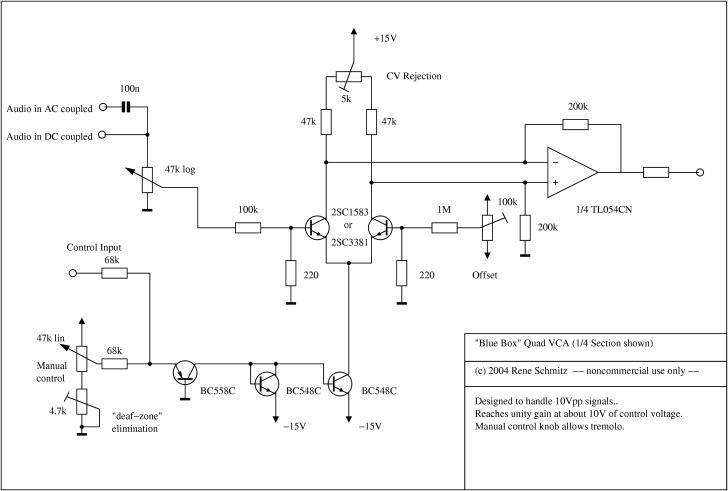 +15V
CV Rejection
5k
100n
Audio in AC coupled
Audio in DC coupled
47k
47k
200k
−
+
1/4 TL054CN
47k log
100k
2SC1583
or
2SC3381
1M
100k
200k
Offset
220
220
Control Input
68k
47k lin
Manual
control
68k
4.7k
"deaf−zone"
elimination
BC558C
BC548C
BC548C
−15V
−15V
"Blue Box" Quad VCA (1/4 Section shown)
(c) 2004 Rene Schmitz −− noncommercial use only −−
Designed to handle 10Vpp signals..
Reaches unity gain at about 10V of control voltage.
Manual control knob allows tremolo.